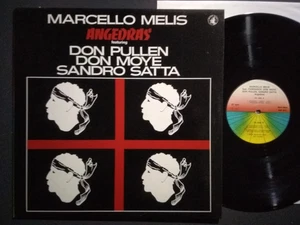 MARCELLO MELIS
ANGEDRAS
featuring
DON PULLEN
DON MOYE
SANDRO SATTA